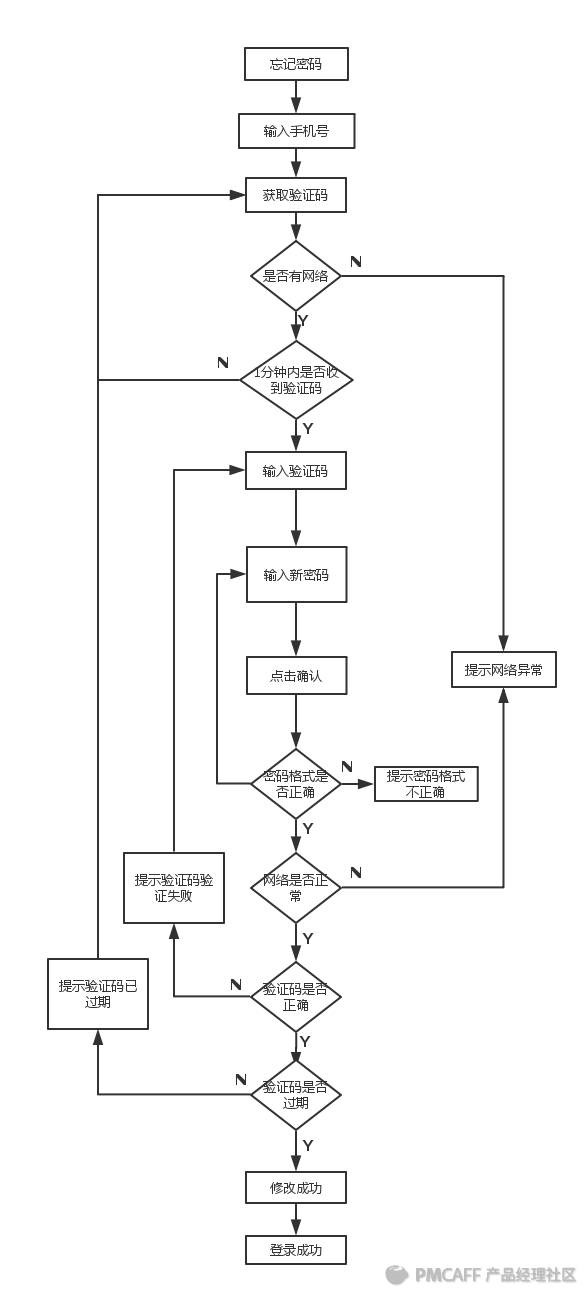 忘记密码
输入手机号
获取验证码
是否有网络
N
Y
1分钟内是否收
到验证码
N
Y
输入验证码
输入新密码
点击确认
提示网络异常
密码格式是
否正确
N
提示密码格式
不正确
Y
网络是否正
常
N
提示验证码验
证失败
Y
验证码是否
正确
N
提示验证码已
过期
Y
验证码是否
过期
N
Y
修改成功
登录成功
PMCAFF 产品经理社区